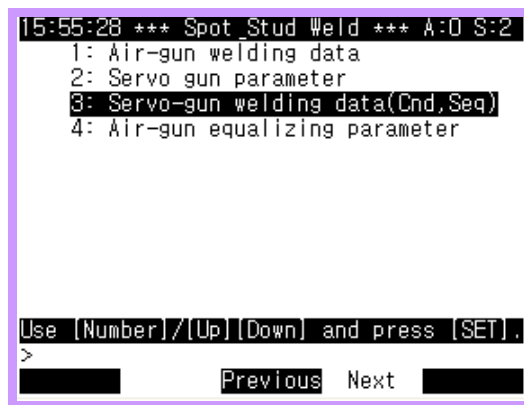 15:55:28 *** Spot_Stud Weld *** A:0 S:2
1: Air-gun welding data
2: Servo gun parameter
3: Servo-gun welding data(Cnd,Seq)
4: Air-gun equalizing parameter
Use [Number]/[Up][Down] and press [SET].
>
Previous Next